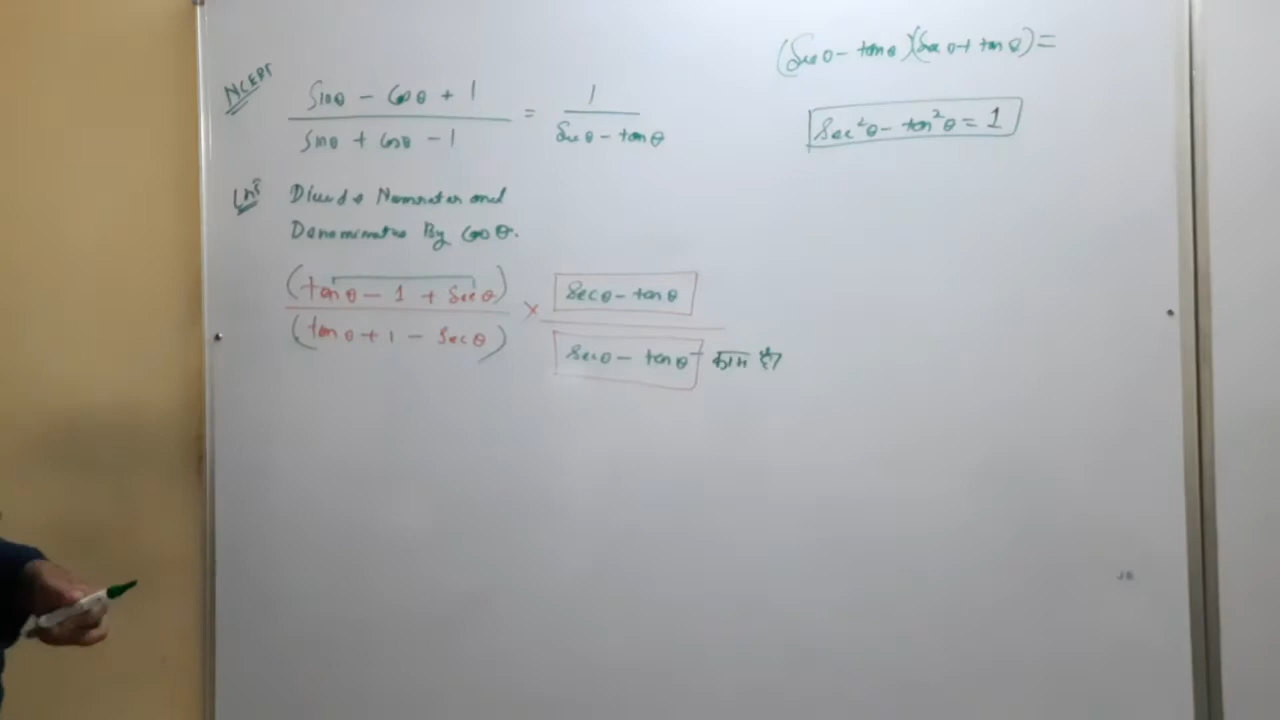 (Secθ - tanθ)(Secθ + tanθ) =
sec²θ - tan²θ = 1
NCERT
Sinθ - Cosθ + 1 / Sinθ + Cosθ - 1 = 1 / Secθ - tanθ
LHS Divide Numerator and
Denominator By Cosθ.
(tanθ - 1 + Secθ) / (tanθ + 1 - Secθ) × Secθ - tanθ / Secθ - tanθ